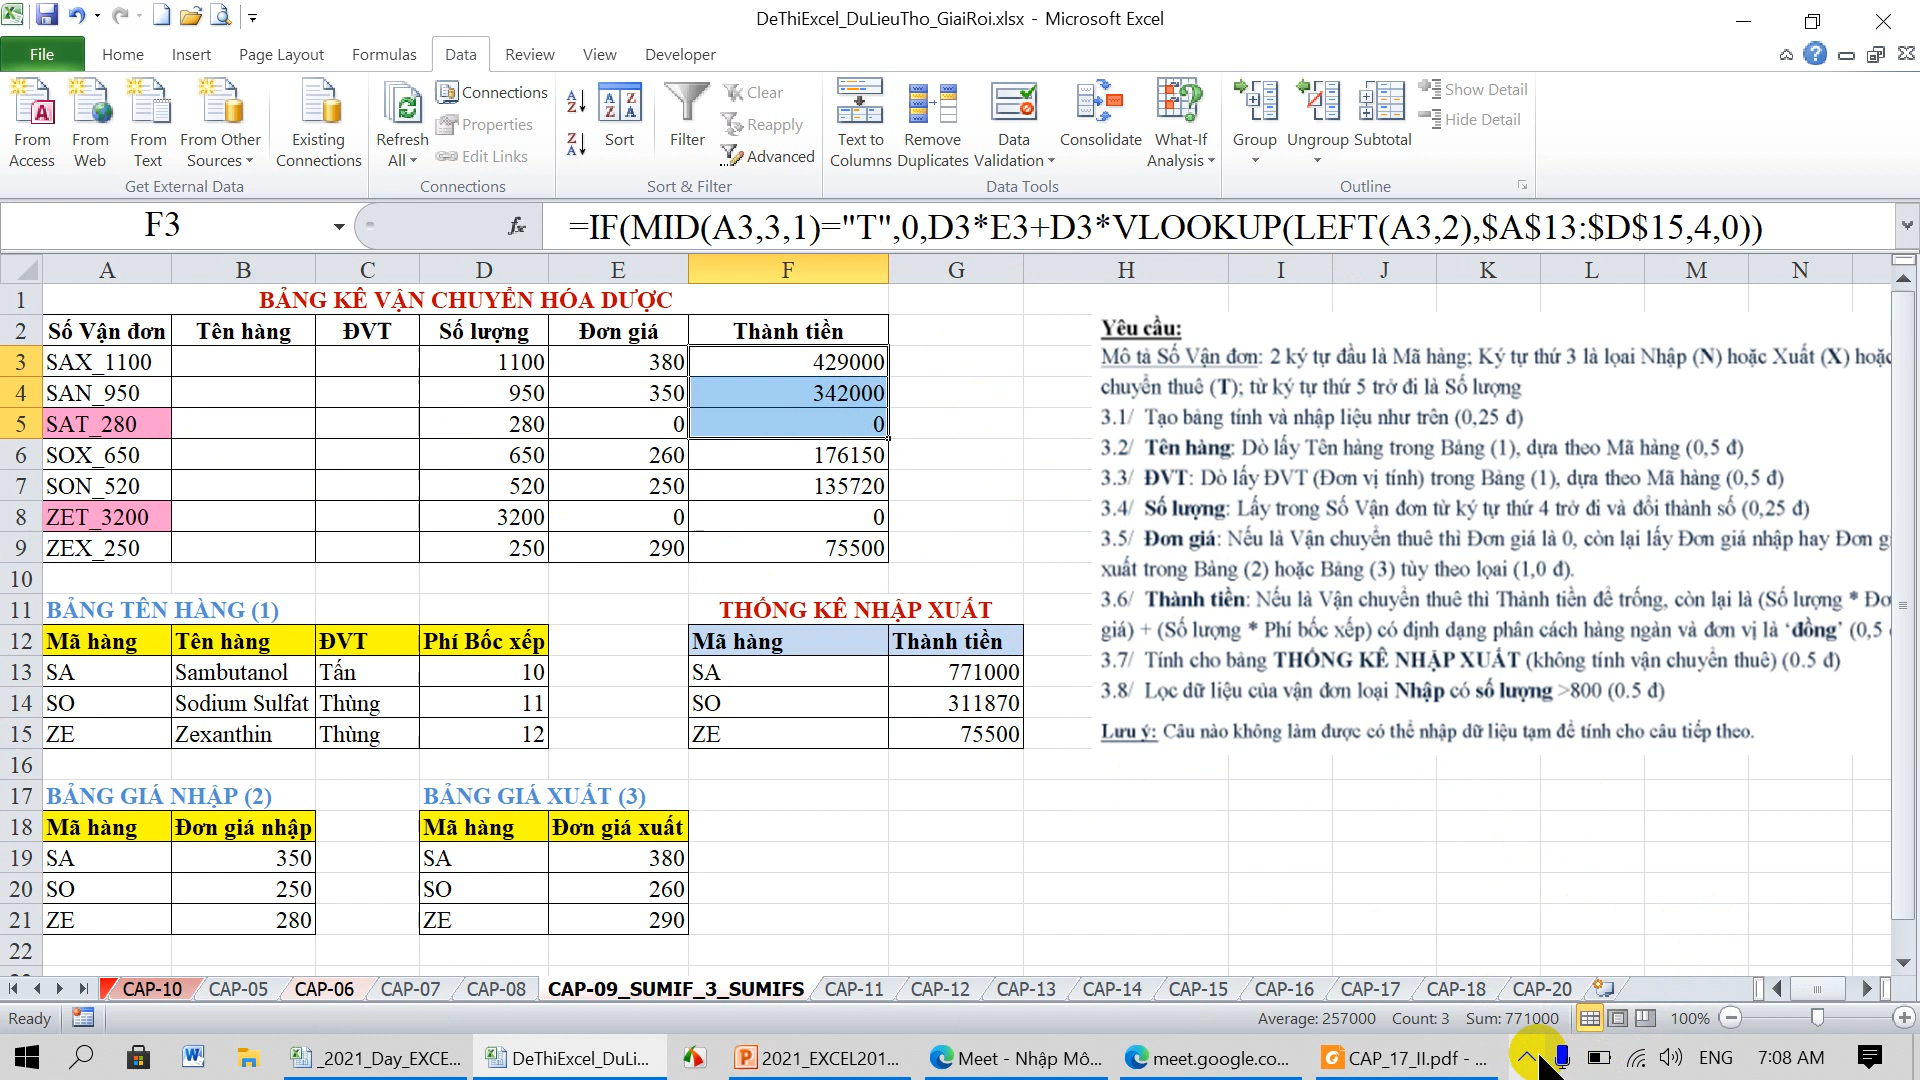 DeThiExcel_DuLieuTho_GiaiRoi.xlsx - Microsoft Excel
File Home Insert Page Layout Formulas Data Review View Developer
From Access From Web From Text From Other Sources Existing Connections Refresh All Connections Properties Edit Links Sort Filter Clear Reapply Advanced Text to Columns Remove Duplicates Data Validation Consolidate What-If Analysis Group Ungroup Subtotal Show Detail Hide Detail
Get External Data Connections Sort & Filter Data Tools Outline
F3 fx =IF(MID(A3,3,1)="T",0,D3*E3+D3*VLOOKUP(LEFT(A3,2),$A$13:$D$15,4,0))
A B C D E F G H I J K L M N
1 BẢNG KÊ VẬN CHUYỂN HÓA DƯỢC
2 Số Vận đơn Tên hàng ĐVT Số lượng Đơn giá Thành tiền
3 SAX_1100 1100 380 429000
4 SAN_950 950 350 342000
5 SAT_280 280 0 0
6 SOX_650 650 260 176150
7 SON_520 520 250 135720
8 ZET_3200 3200 0 0
9 ZEX_250 250 290 75500
10
11 BẢNG TÊN HÀNG (1) THỐNG KÊ NHẬP XUẤT
12 Mã hàng Tên hàng ĐVT Phí Bốc xếp Mã hàng Thành tiền
13 SA Sambutanol Tấn 10 SA 771000
14 SO Sodium Sulfat Thùng 11 SO 311870
15 ZE Zexanthin Thùng 12 ZE 75500
16
17 BẢNG GIÁ NHẬP (2) BẢNG GIÁ XUẤT (3)
18 Mã hàng Đơn giá nhập Mã hàng Đơn giá xuất
19 SA 350 SA 380
20 SO 250 SO 260
21 ZE 280 ZE 290
22
Yêu cầu:
Mô tả Số Vận đơn: 2 ký tự đầu là Mã hàng; Ký tự thứ 3 là loại Nhập (N) hoặc Xuất (X) hoặc
chuyển thuê (T); từ ký tự thứ 5 trở đi là Số lượng
3.1/ Tạo bảng tính và nhập liệu như trên (0,25 đ)
3.2/ Tên hàng: Dò lấy Tên hàng trong Bảng (1), dựa theo Mã hàng (0,5 đ)
3.3/ ĐVT: Dò lấy ĐVT (Đơn vị tính) trong Bảng (1), dựa theo Mã hàng (0,5 đ)
3.4/ Số lượng: Lấy trong Số Vận đơn từ ký tự thứ 4 trở đi và đổi thành số (0,25 đ)
3.5/ Đơn giá: Nếu là Vận chuyển thuê thì Đơn giá là 0, còn lại lấy Đơn giá nhập hay Đơn g
xuất trong Bảng (2) hoặc Bảng (3) tùy theo loại (1,0 đ).
3.6/ Thành tiền: Nếu là Vận chuyển thuê thì Thành tiền để trống, còn lại là (Số lượng * Đơ
giá) + (Số lượng * Phí bốc xếp) có định dạng phân cách hàng ngàn và đơn vị là 'đồng' (0,5
3.7/ Tính cho bảng THỐNG KÊ NHẬP XUẤT (không tính vận chuyển thuê) (0.5 đ)
3.8/ Lọc dữ liệu của vận đơn loại Nhập có số lượng >800 (0.5 đ)
Lưu ý: Câu nào không làm được có thể nhập dữ liệu tạm để tính cho câu tiếp theo.
CAP-10 CAP-05 CAP-06 CAP-07 CAP-08 CAP-09_SUMIF_3_SUMIFS CAP-11 CAP-12 CAP-13 CAP-14 CAP-15 CAP-16 CAP-17 CAP-18 CAP-20
Ready Average: 257000 Count: 3 Sum: 771000 100%
_2021_Day_EXCE... DeThiExcel_DuLi... 2021_EXCEL201... Meet - Nhập Mô... meet.google.co... CAP_17_II.pdf - ... ENG 7:08 AM